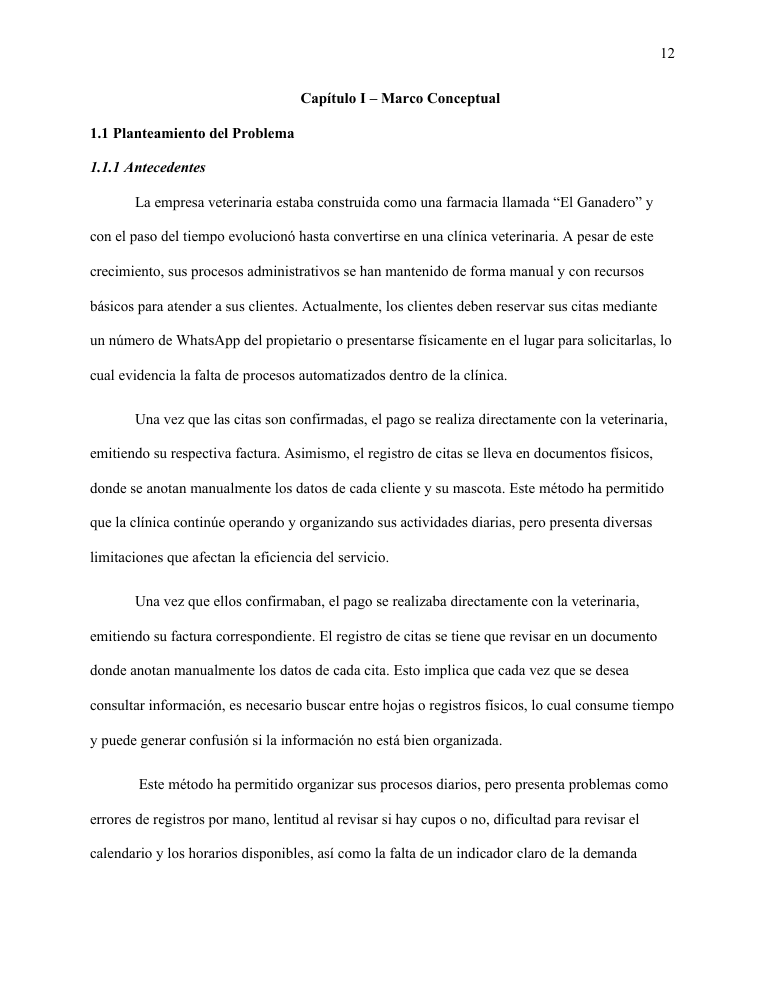 12
Capítulo I – Marco Conceptual
1.1 Planteamiento del Problema
1.1.1 Antecedentes
La empresa veterinaria estaba construida como una farmacia llamada “El Ganadero” y
con el paso del tiempo evolucionó hasta convertirse en una clínica veterinaria. A pesar de este
crecimiento, sus procesos administrativos se han mantenido de forma manual y con recursos
básicos para atender a sus clientes. Actualmente, los clientes deben reservar sus citas mediante
un número de WhatsApp del propietario o presentarse físicamente en el lugar para solicitarlas, lo
cual evidencia la falta de procesos automatizados dentro de la clínica.
Una vez que las citas son confirmadas, el pago se realiza directamente con la veterinaria,
emitiendo su respectiva factura. Asimismo, el registro de citas se lleva en documentos físicos,
donde se anotan manualmente los datos de cada cliente y su mascota. Este método ha permitido
que la clínica continúe operando y organizando sus actividades diarias, pero presenta diversas
limitaciones que afectan la eficiencia del servicio.
Una vez que ellos confirmaban, el pago se realizaba directamente con la veterinaria,
emitiendo su factura correspondiente. El registro de citas se tiene que revisar en un documento
donde anotan manualmente los datos de cada cita. Esto implica que cada vez que se desea
consultar información, es necesario buscar entre hojas o registros físicos, lo cual consume tiempo
y puede generar confusión si la información no está bien organizada.
Este método ha permitido organizar sus procesos diarios, pero presenta problemas como
errores de registros por mano, lentitud al revisar si hay cupos o no, dificultad para revisar el
calendario y los horarios disponibles, así como la falta de un indicador claro de la demanda